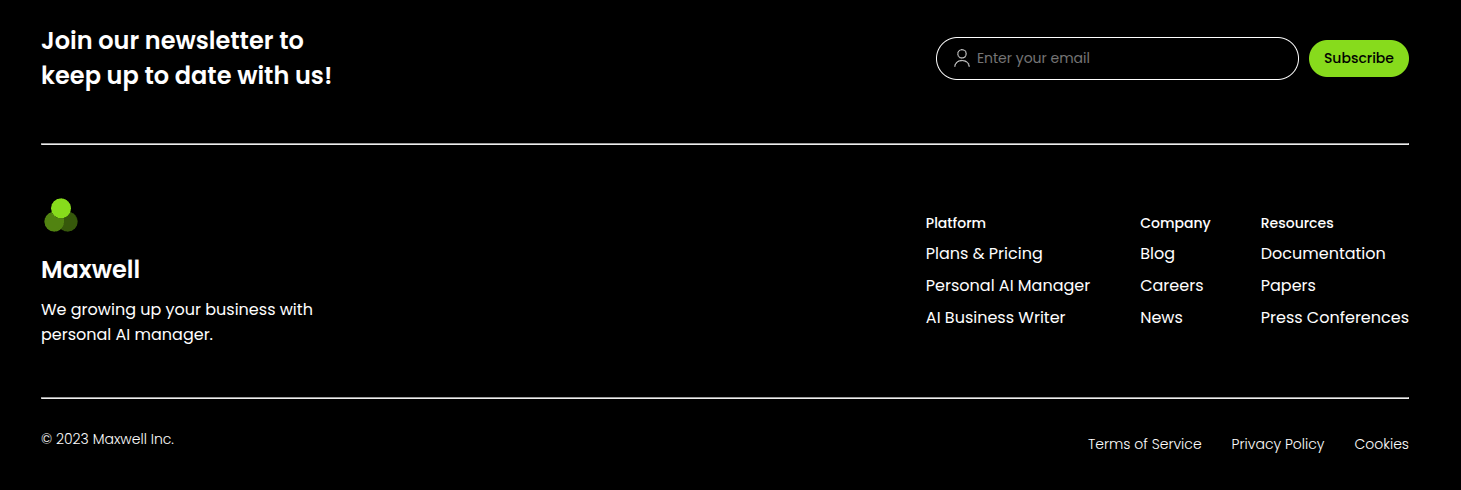 Join our newsletter to
keep up to date with us!
Enter your email
Subscribe
Maxwell
We growing up your business with
personal AI manager.
Platform
Plans & Pricing
Personal AI Manager
AI Business Writer
Company
Blog
Careers
News
Resources
Documentation
Papers
Press Conferences
© 2023 Maxwell Inc.
Terms of Service
Privacy Policy
Cookies